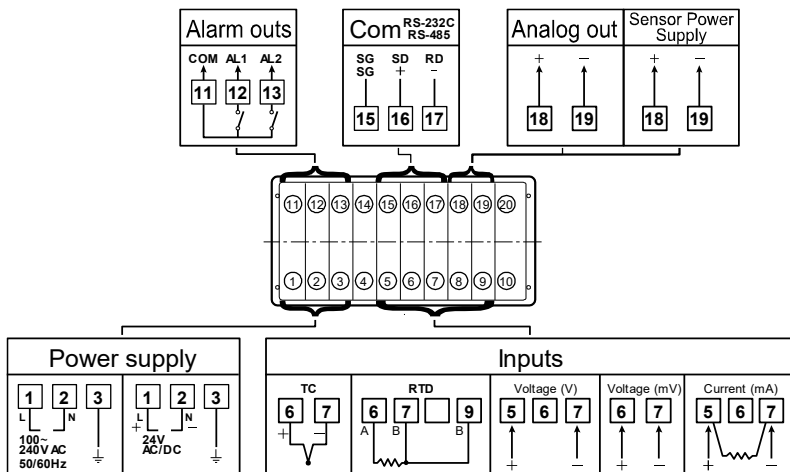 Alarm outs
COM AL1 AL2
11 12 13
Com RS-232C
RS-485
SG SD RD
SG + -
15 16 17
Analog out
+ −
18 19
Sensor Power
Supply
+ −
18 19
11 12 13 14 15 16 17 18 19 20
1 2 3 4 5 6 7 8 9 10
Power supply
1 2 3
L N
100~
240V AC
50/60Hz
1 2 3
L N
+ −
24V
AC/DC
Inputs
TC
6 7
+ −
RTD
6 7 9
A B B
Voltage (V)
5 6 7
+ −
Voltage (mV)
6 7
+ −
Current (mA)
5 6 7
+ −